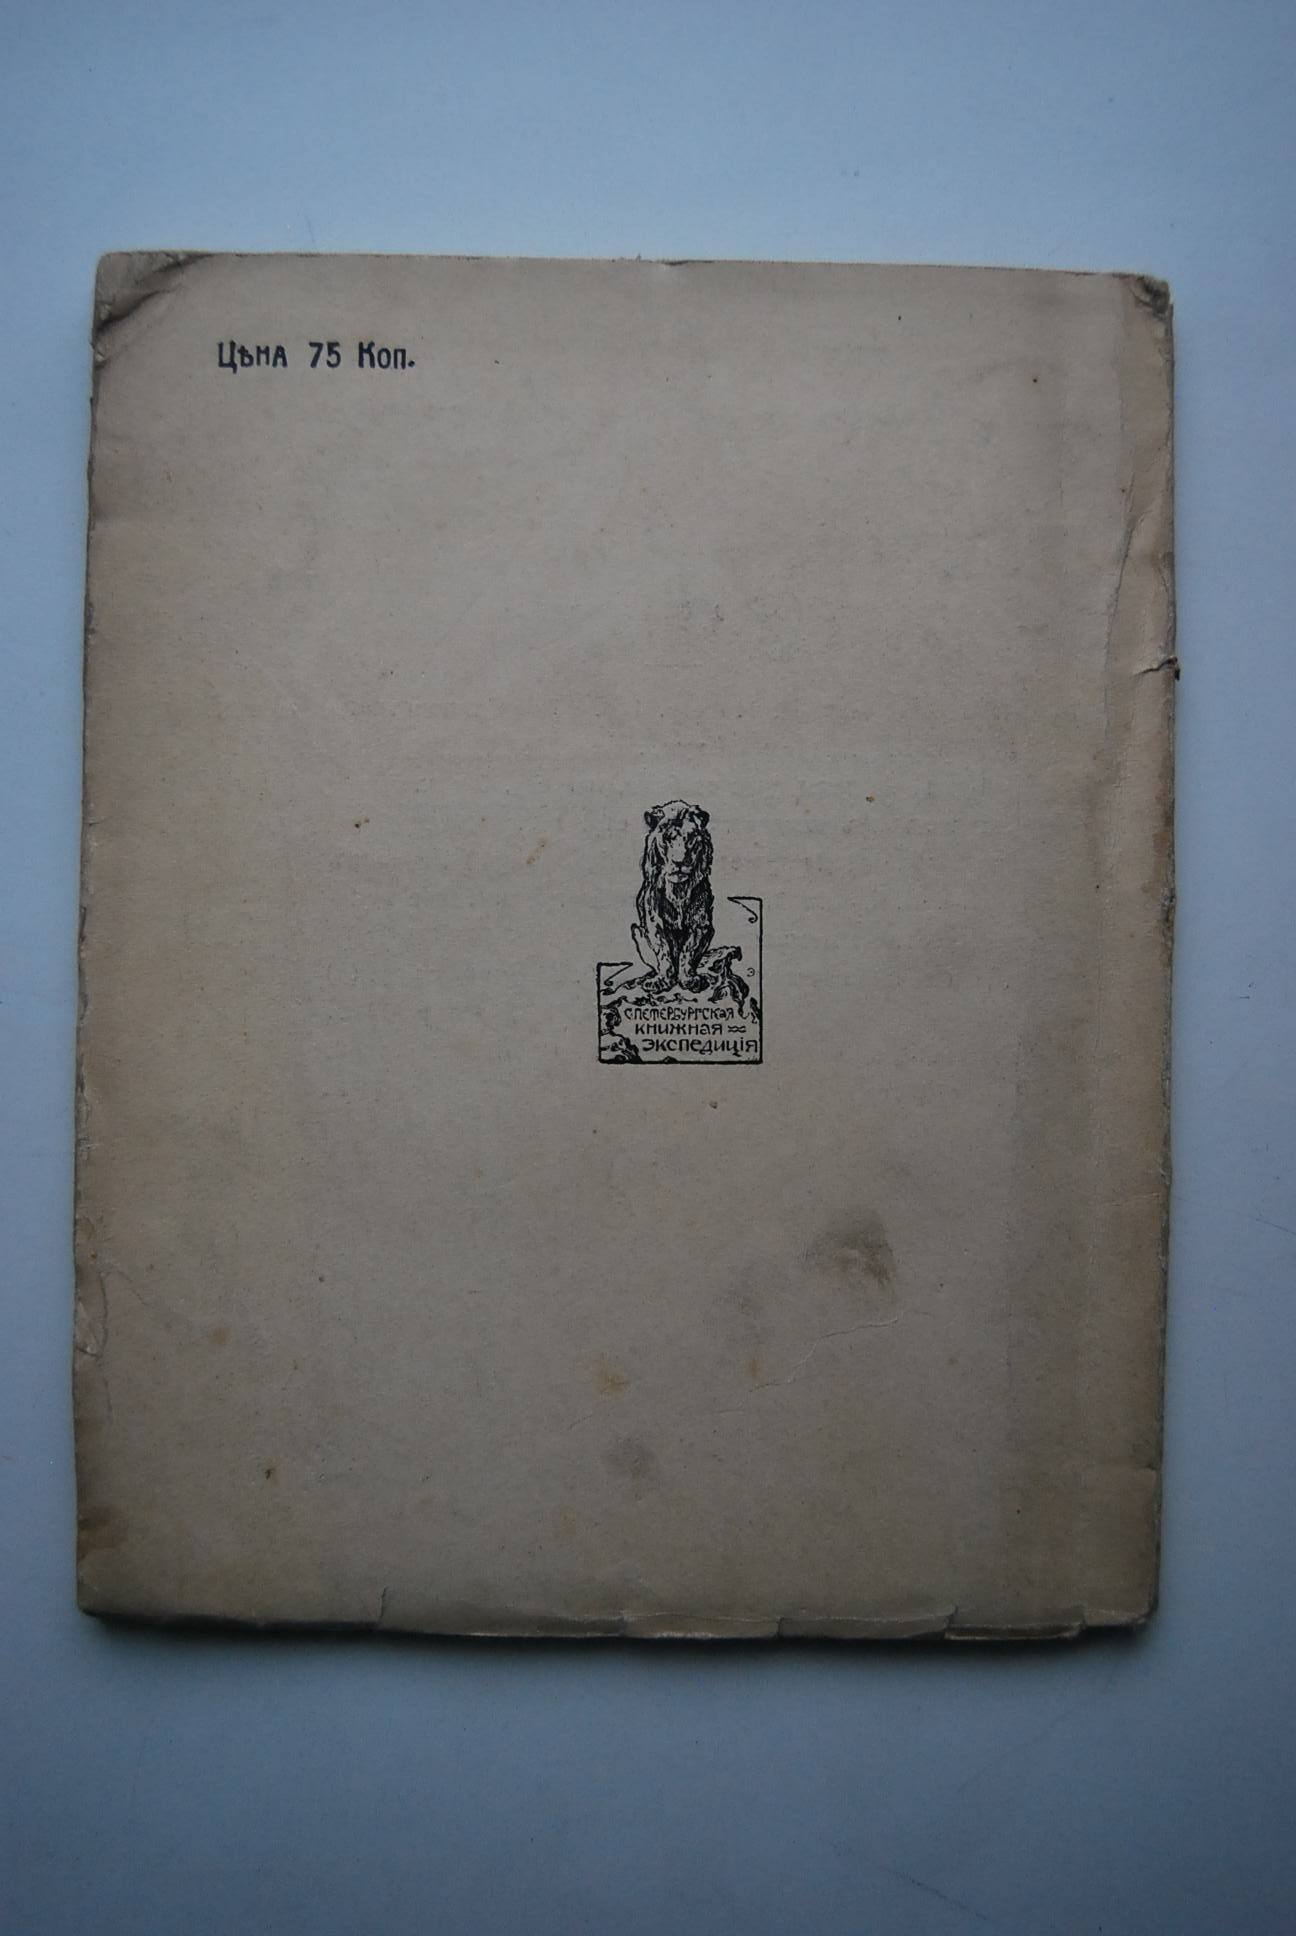 Цѣна 75 Коп.
Э
С.ПЕТЕРБУРГСКАЯ
КНИЖНАЯ
ЭКСПЕДИЦІЯ